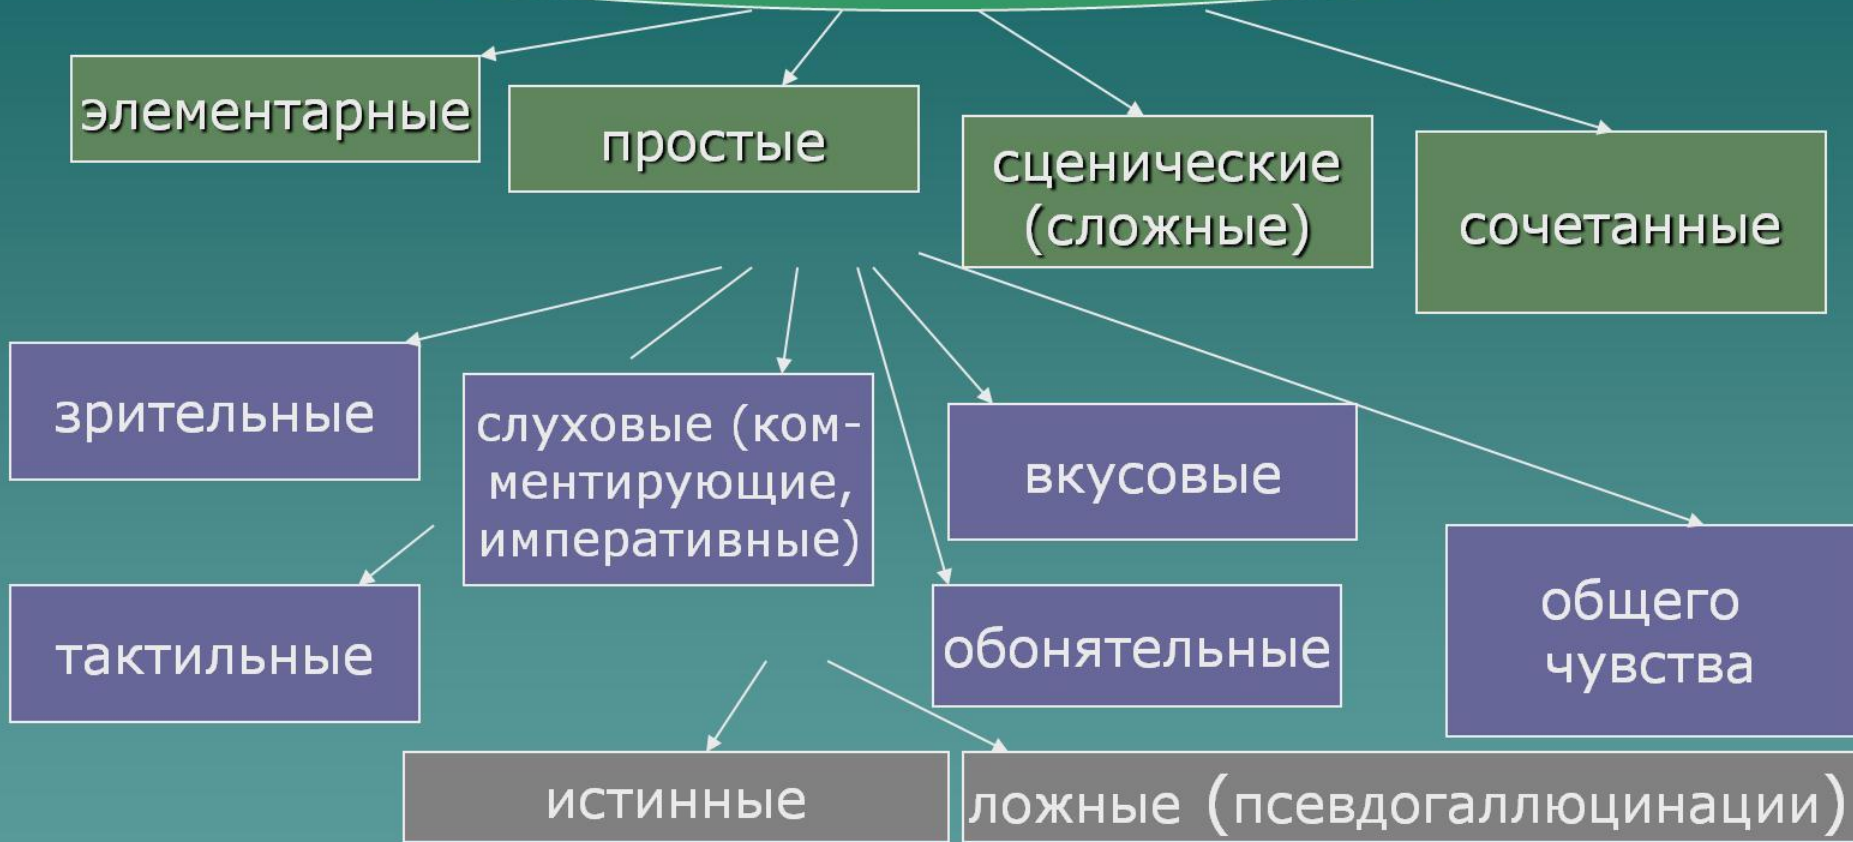 элементарные
простые
сценические
(сложные)
сочетанные
зрительные
слуховые (ком-
ментирующие,
императивные)
вкусовые
тактильные
обонятельные
общего
чувства
истинные
ложные (псевдогаллюцинации)